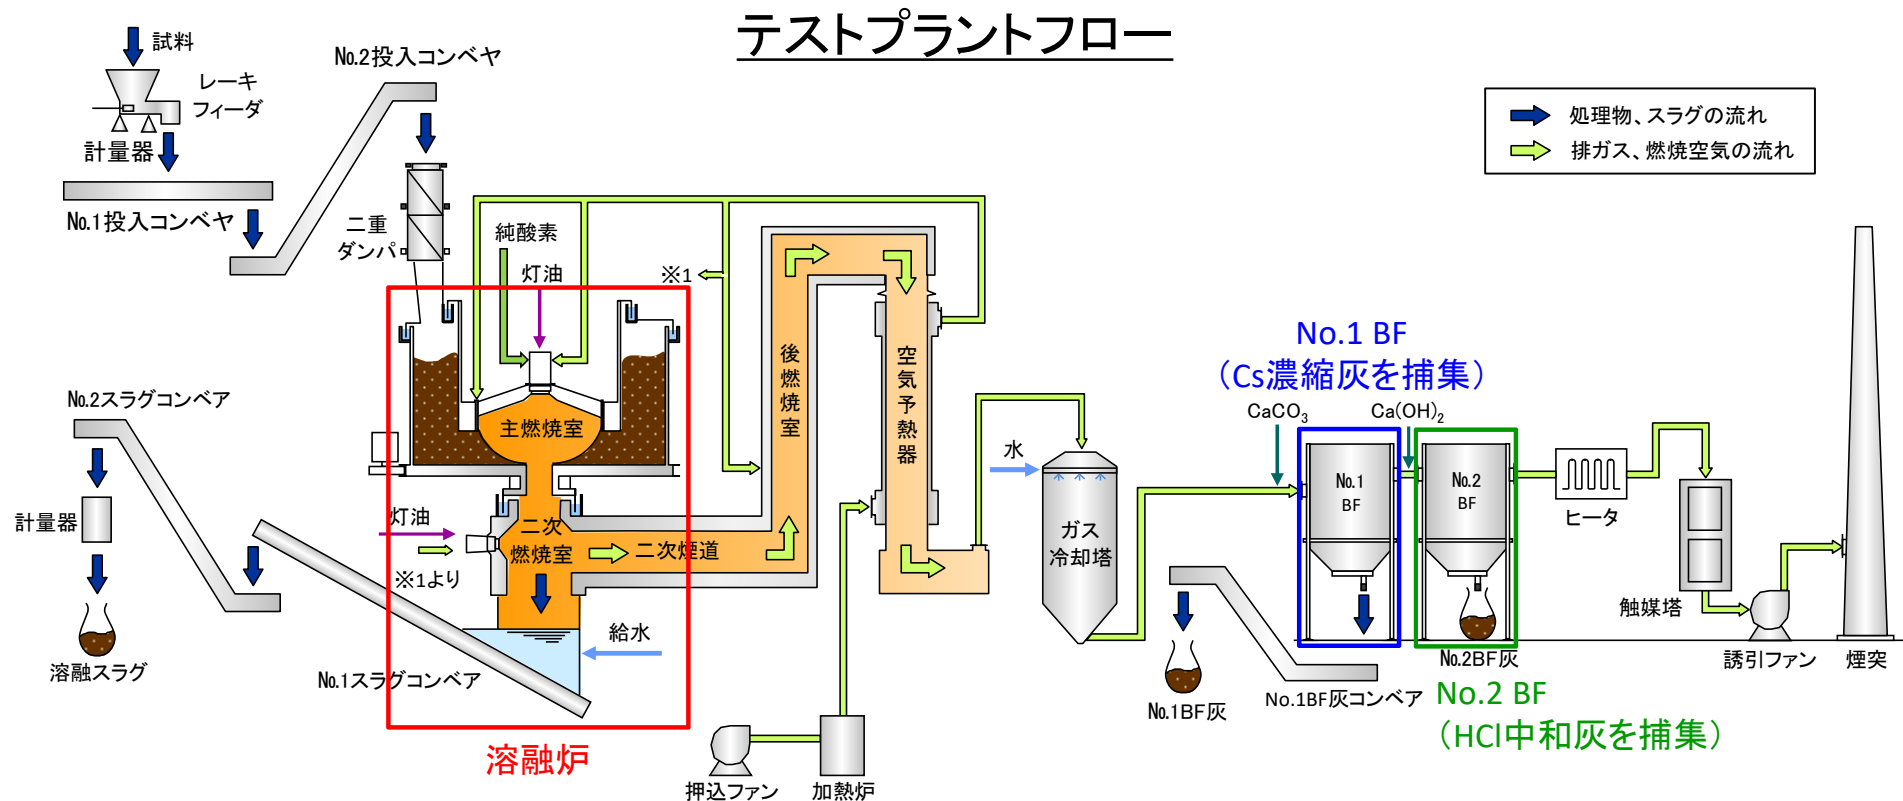 テストプラントフロー
試料
レーキ
フィーダ
計量器
No.1投入コンベヤ
No.2投入コンベヤ
二重
ダンパ
処理物、スラグの流れ
排ガス、燃焼空気の流れ
純酸素
灯油
※1
主燃焼室
後燃焼室
空気予熱器
No.2スラグコンベア
計量器
溶融スラグ
灯油
※1より
二次
燃焼室
二次煙道
給水
No.1スラグコンベア
溶融炉
押込ファン
加熱炉
水
ガス
冷却塔
No.1 BF
（Cs濃縮灰を捕集）
CaCO3
Ca(OH)2
No.1
BF
No.2
BF
ヒータ
触媒塔
誘引ファン
煙突
No.1BF灰
No.1BF灰コンベア
No.2BF灰
No.2 BF
（HCl中和灰を捕集）